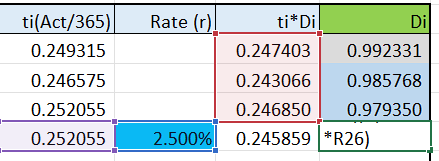 ti(Act/365) Rate (r) ti*Di Di
0.249315 0.247403 0.992331
0.246575 0.243066 0.985768
0.252055 0.246850 0.979350
0.252055 2.500% 0.245859 *R26)